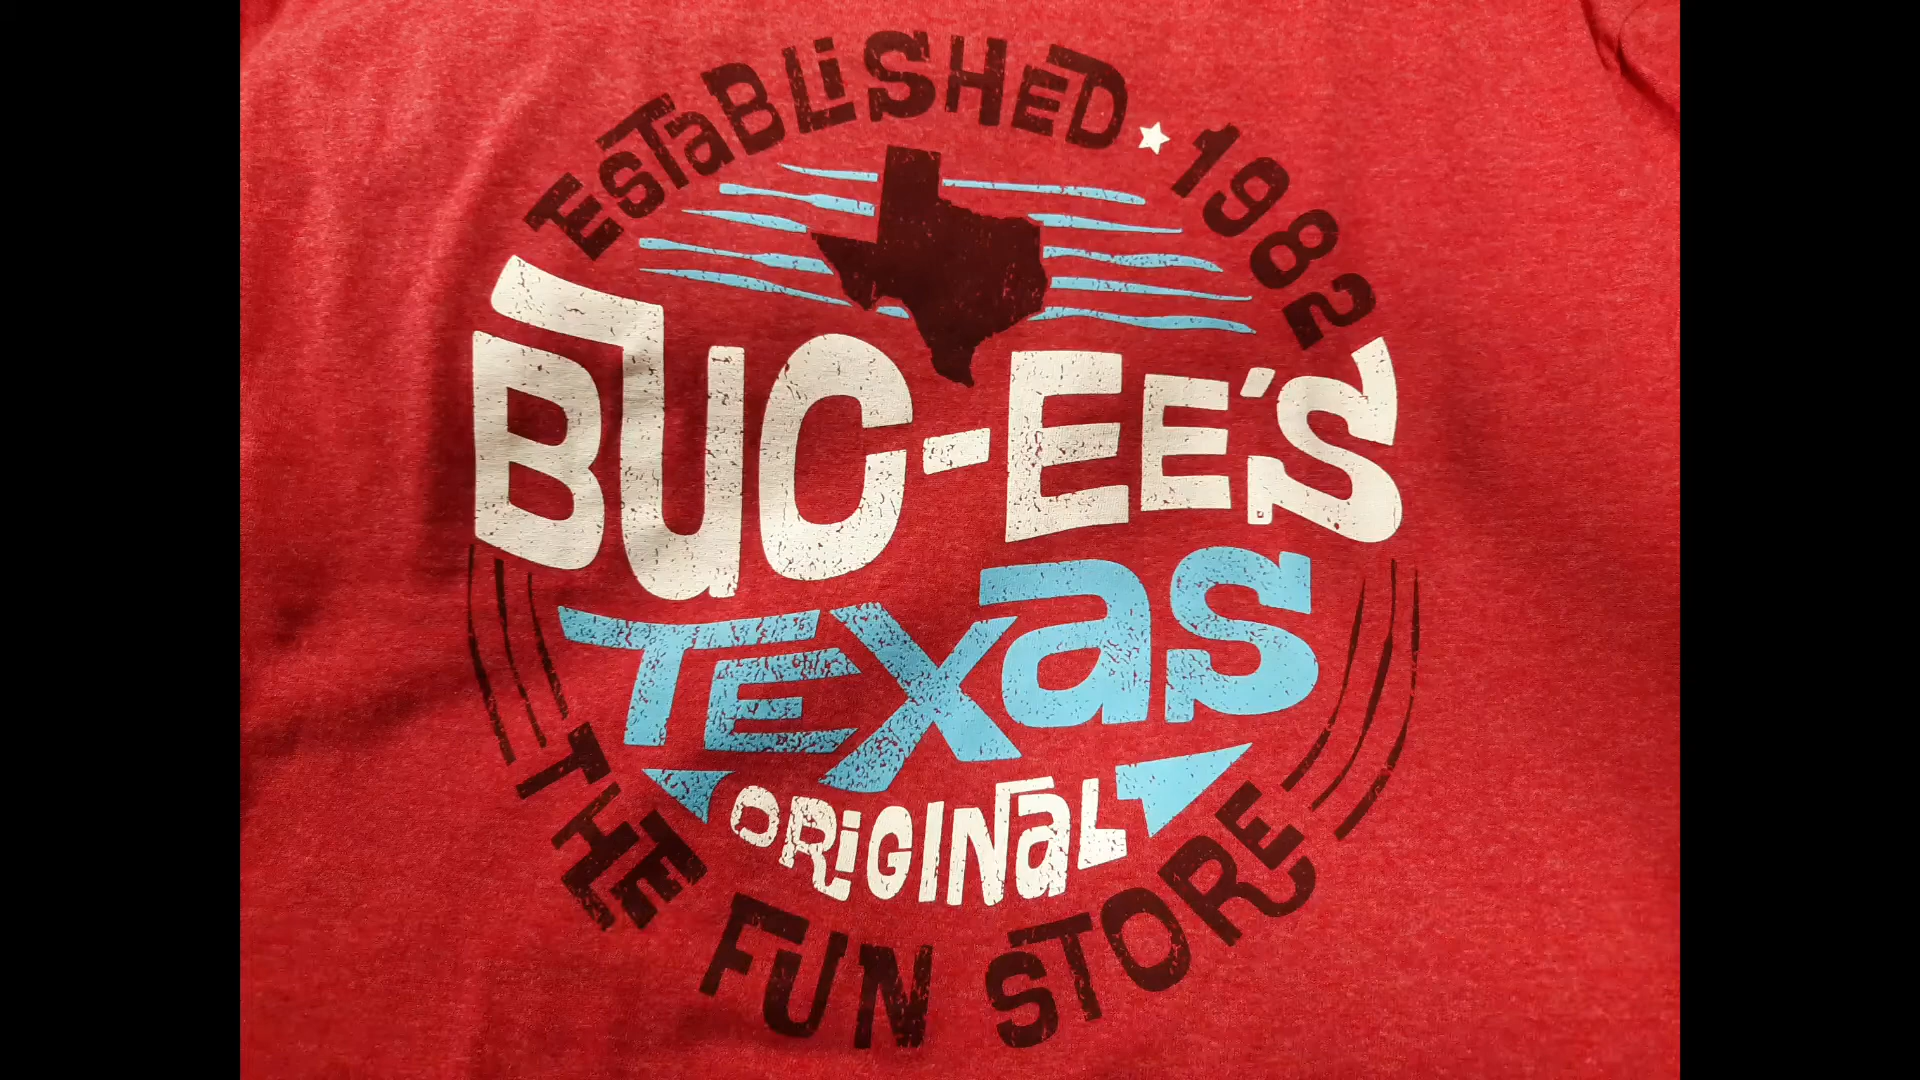 ESTaBLiSHED ★ 1982
BUC-EE'S
TEXas
ORiGINaL
THE FUN STORE